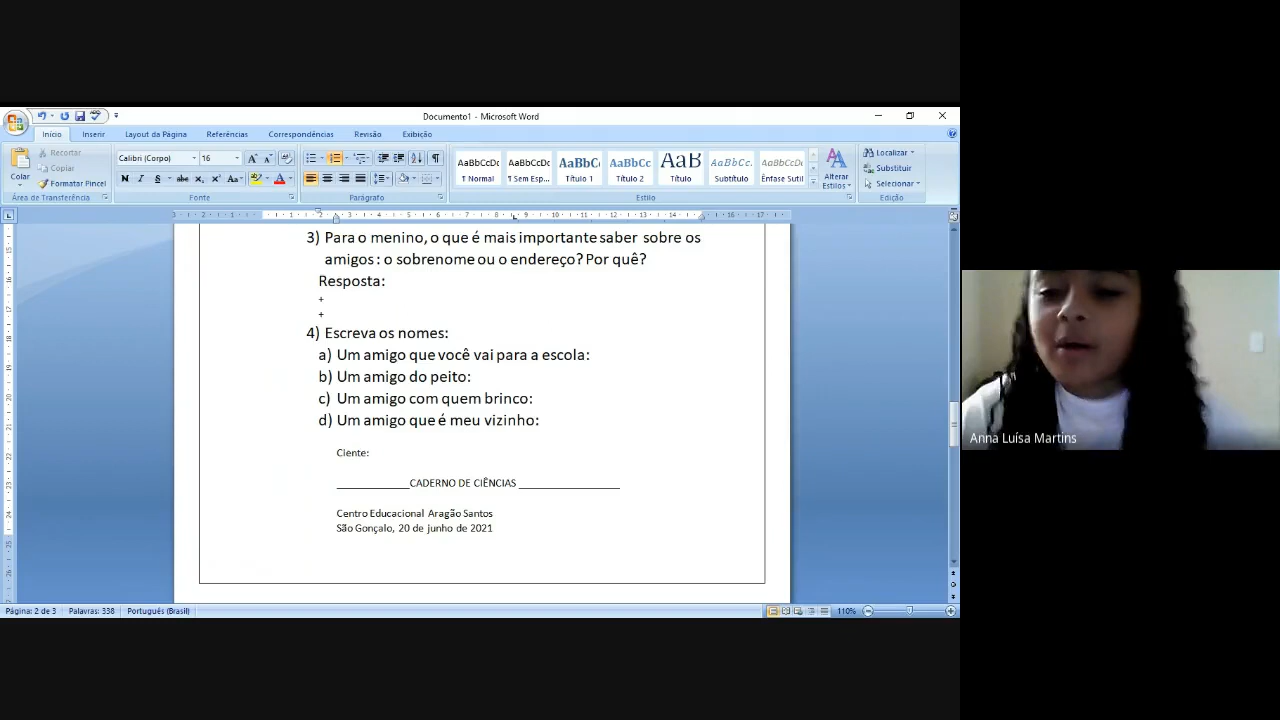 Documento1 - Microsoft Word
Início Inserir Layout da Página Referências Correspondências Revisão Exibição
Colar
Recortar
Copiar
Formatar Pincel
Área de Transferência
Calibri (Corpo) 16
Fonte
Parágrafo
AaBbCcDc AaBbCcDc AaBbC AaBbCc AaB AaBbCc. AaBbCcDc
¶ Normal ¶ Sem Esp... Título 1 Título 2 Título Subtítulo Ênfase Sutil
Alterar Estilos
Estilo
Localizar
Substituir
Selecionar
Edição
3) Para o menino, o que é mais importante saber sobre os
amigos : o sobrenome ou o endereço? Por quê?
Resposta:
+
+
4) Escreva os nomes:
a) Um amigo que você vai para a escola:
b) Um amigo do peito:
c) Um amigo com quem brinco:
d) Um amigo que é meu vizinho:
Ciente:
_____________CADERNO DE CIÊNCIAS __________________
Centro Educacional Aragão Santos
São Gonçalo, 20 de junho de 2021
Página: 2 de 3 Palavras: 338 Português (Brasil) 110%
Anna Luísa Martins